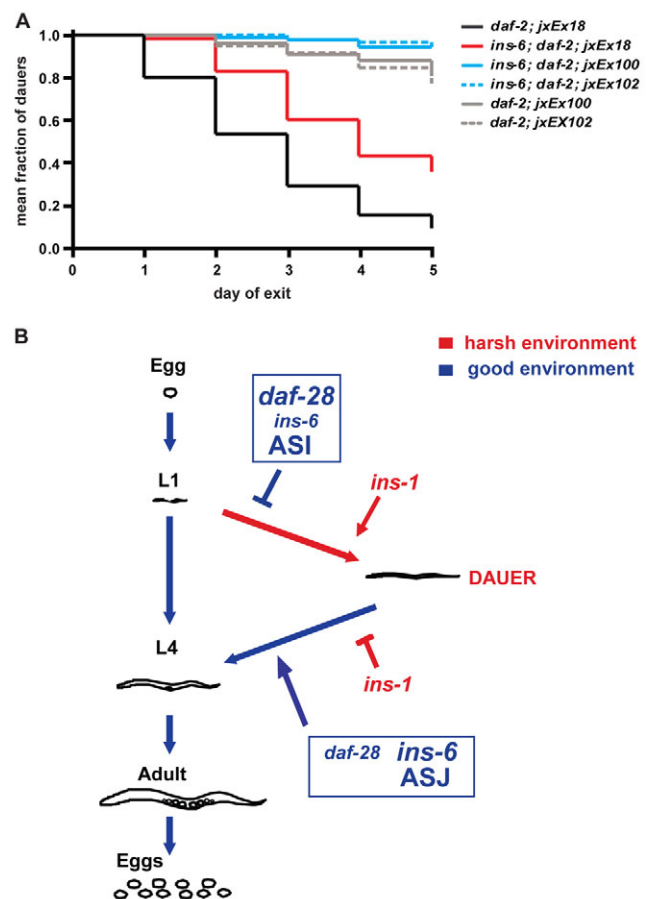 A
mean fraction of dauers
1.0
0.8
0.6
0.4
0.2
0.0
0 1 2 3 4 5
day of exit
daf-2; jxEx18
ins-6; daf-2; jxEx18
ins-6; daf-2; jxEx100
ins-6; daf-2; jxEx102
daf-2; jxEx100
daf-2; jxEX102
B
harsh environment
good environment
Egg
daf-28
ins-6
ASI
L1
ins-1
DAUER
L4
ins-1
daf-28 ins-6
ASJ
Adult
Eggs